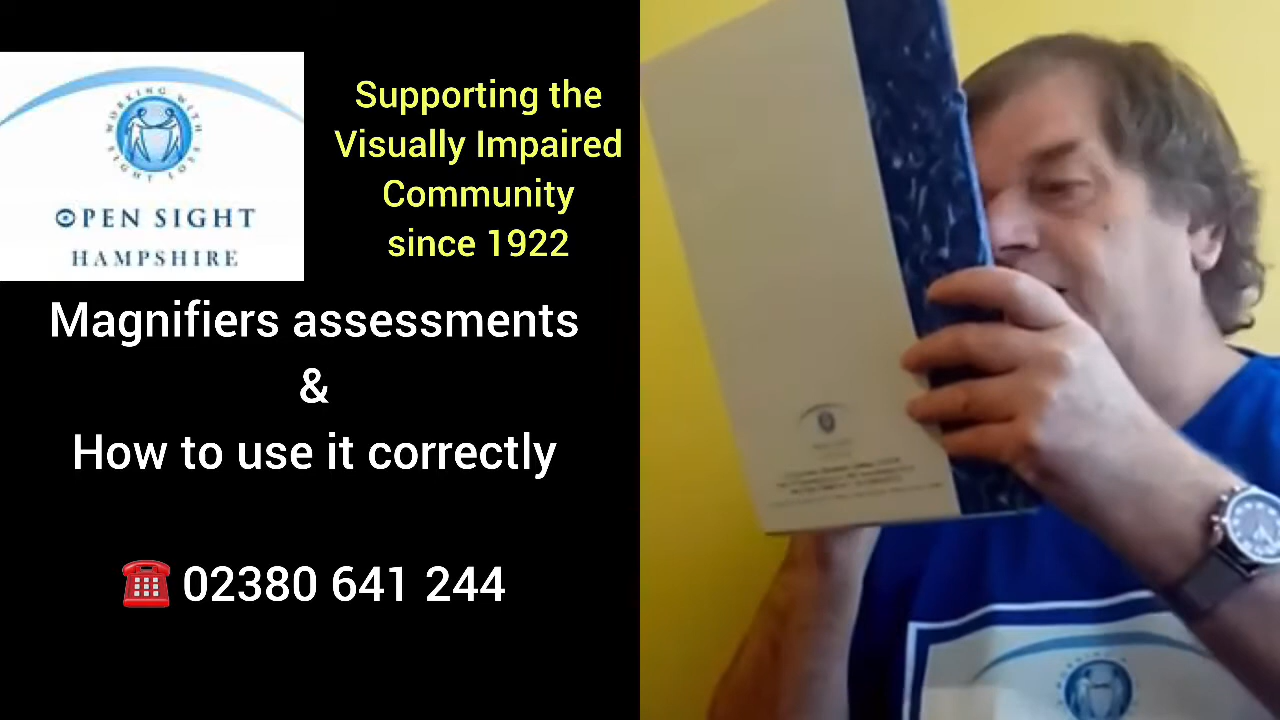 WORKING WITH SIGHT LOSS
OPEN SIGHT
HAMPSHIRE
Supporting the
Visually Impaired
Community
since 1922
Magnifiers assessments
&
How to use it correctly
☎️ 02380 641 244